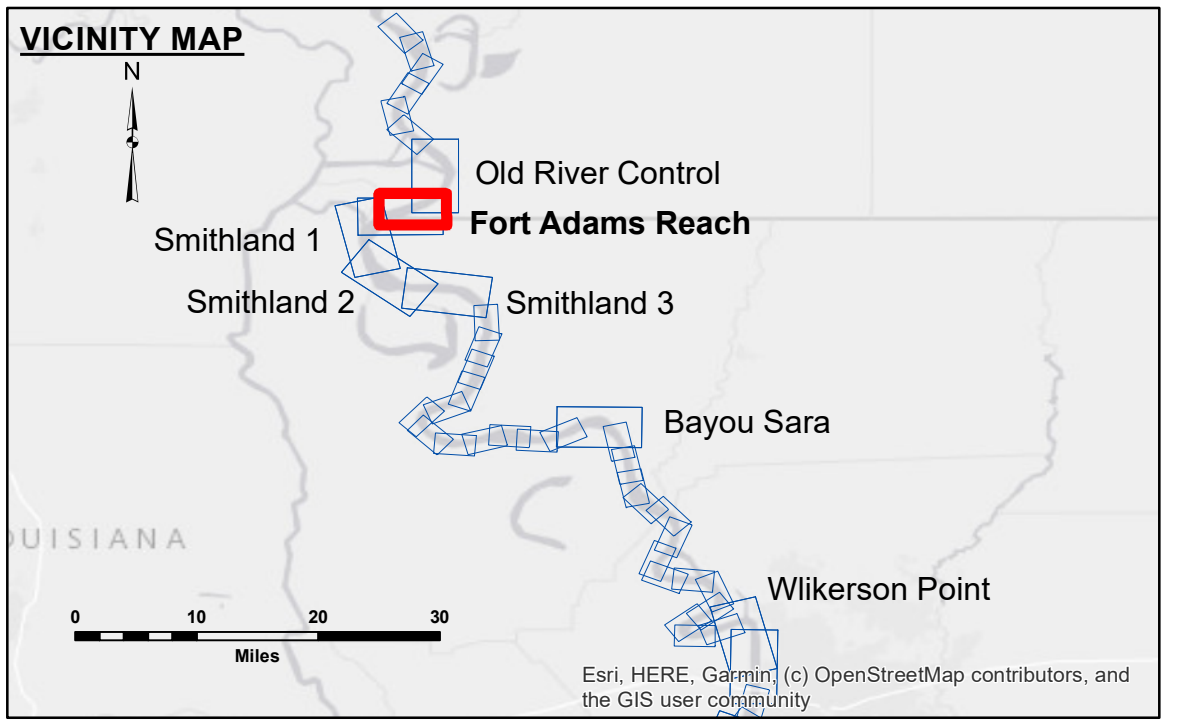 VICINITY MAP
N
Old River Control
Fort Adams Reach
Smithland 1
Smithland 2
Smithland 3
Bayou Sara
OUISIANA
Wlikerson Point
0 10 20 30
Miles
Esri, HERE, Garmin, (c) OpenStreetMap contributors, and
the GIS user community